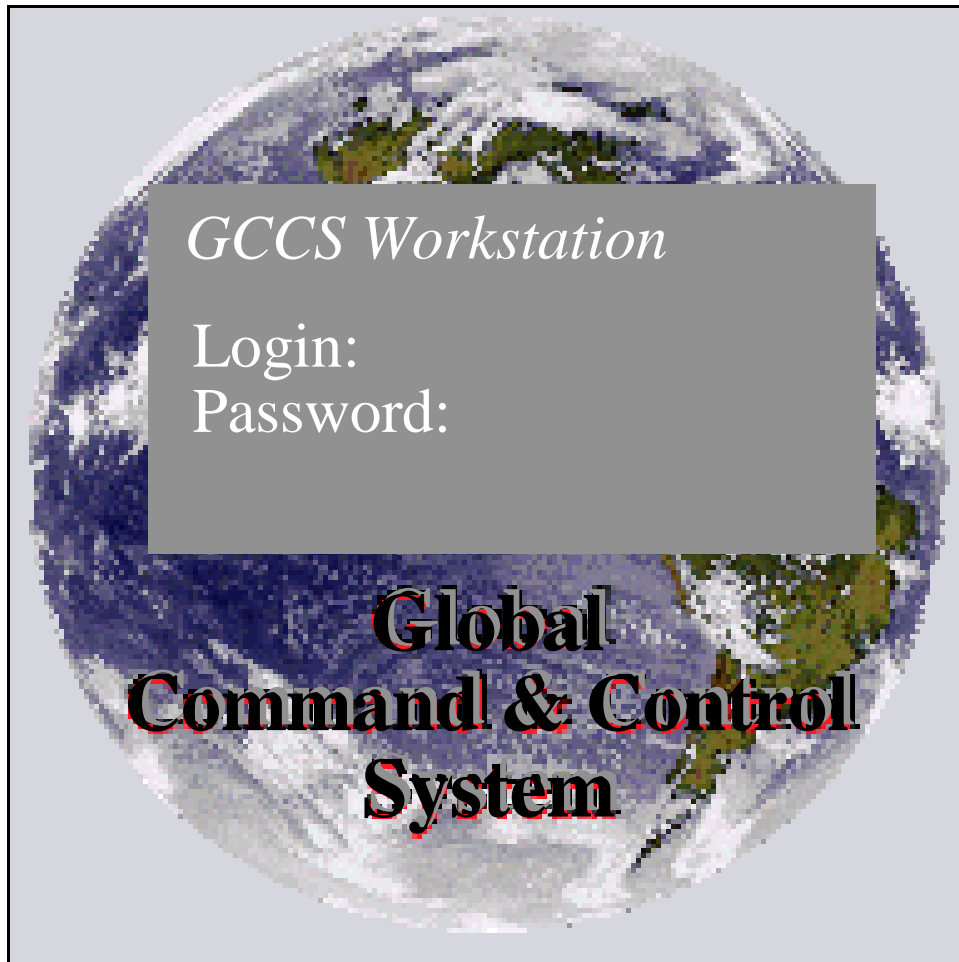 GCCS Workstation
Login:
Password:
Global
Command & Control
System